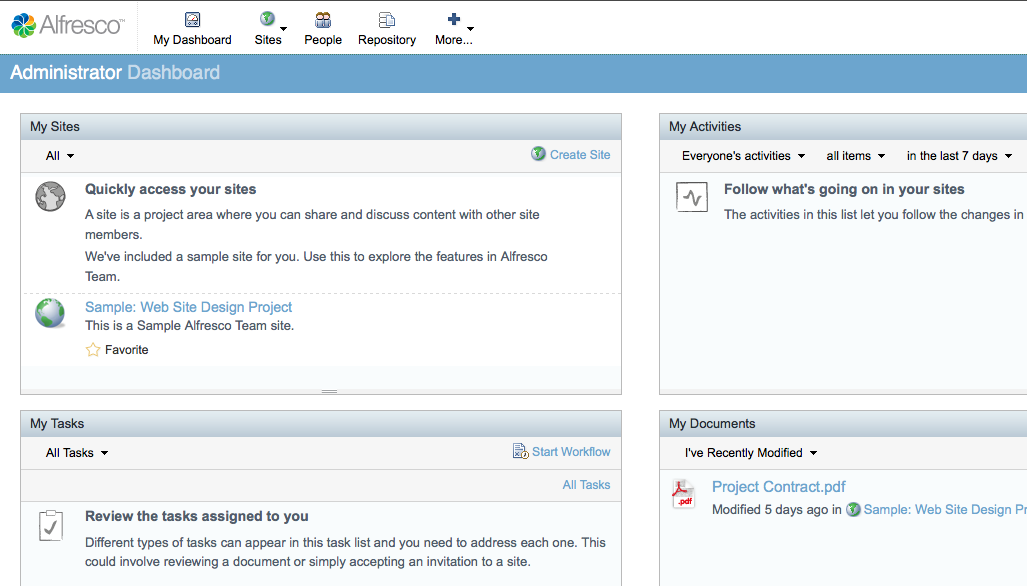 Alfresco™
My Dashboard
Sites
People
Repository
More...
Administrator Dashboard
My Sites
All
Create Site
Quickly access your sites
A site is a project area where you can share and discuss content with other site
members.
We've included a sample site for you. Use this to explore the features in Alfresco
Team.
Sample: Web Site Design Project
This is a Sample Alfresco Team site.
Favorite
My Activities
Everyone's activities
all items
in the last 7 days
Follow what's going on in your sites
The activities in this list let you follow the changes in
My Tasks
All Tasks
Start Workflow
All Tasks
Review the tasks assigned to you
Different types of tasks can appear in this task list and you need to address each one. This
could involve reviewing a document or simply accepting an invitation to a site.
My Documents
I've Recently Modified
.pdf
Project Contract.pdf
Modified 5 days ago in Sample: Web Site Design Pr